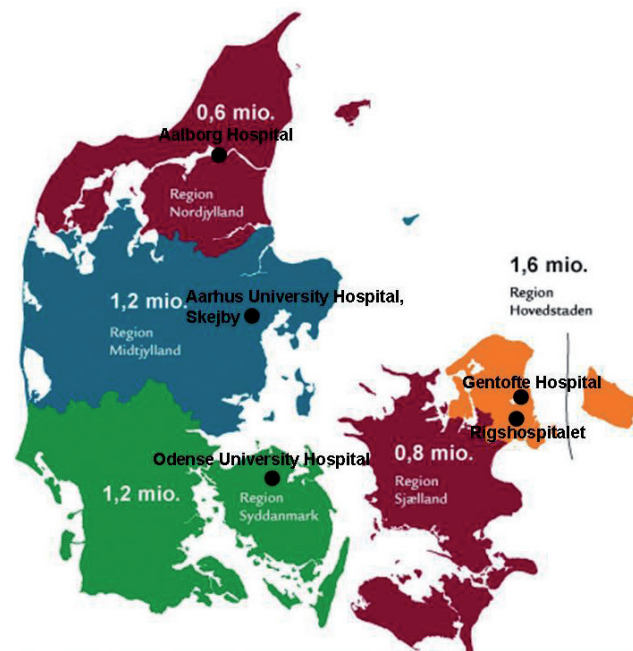 0,6 mio.
Aalborg Hospital
Region
Nordjylland
1,2 mio.
Aarhus University Hospital,
Skejby
Region
Midtjylland
1,6 mio.
Region
Hovedstaden
Gentofte Hospital
Rigshospitalet
Odense University Hospital
1,2 mio.
Region
Syddanmark
0,8 mio.
Region
Sjælland